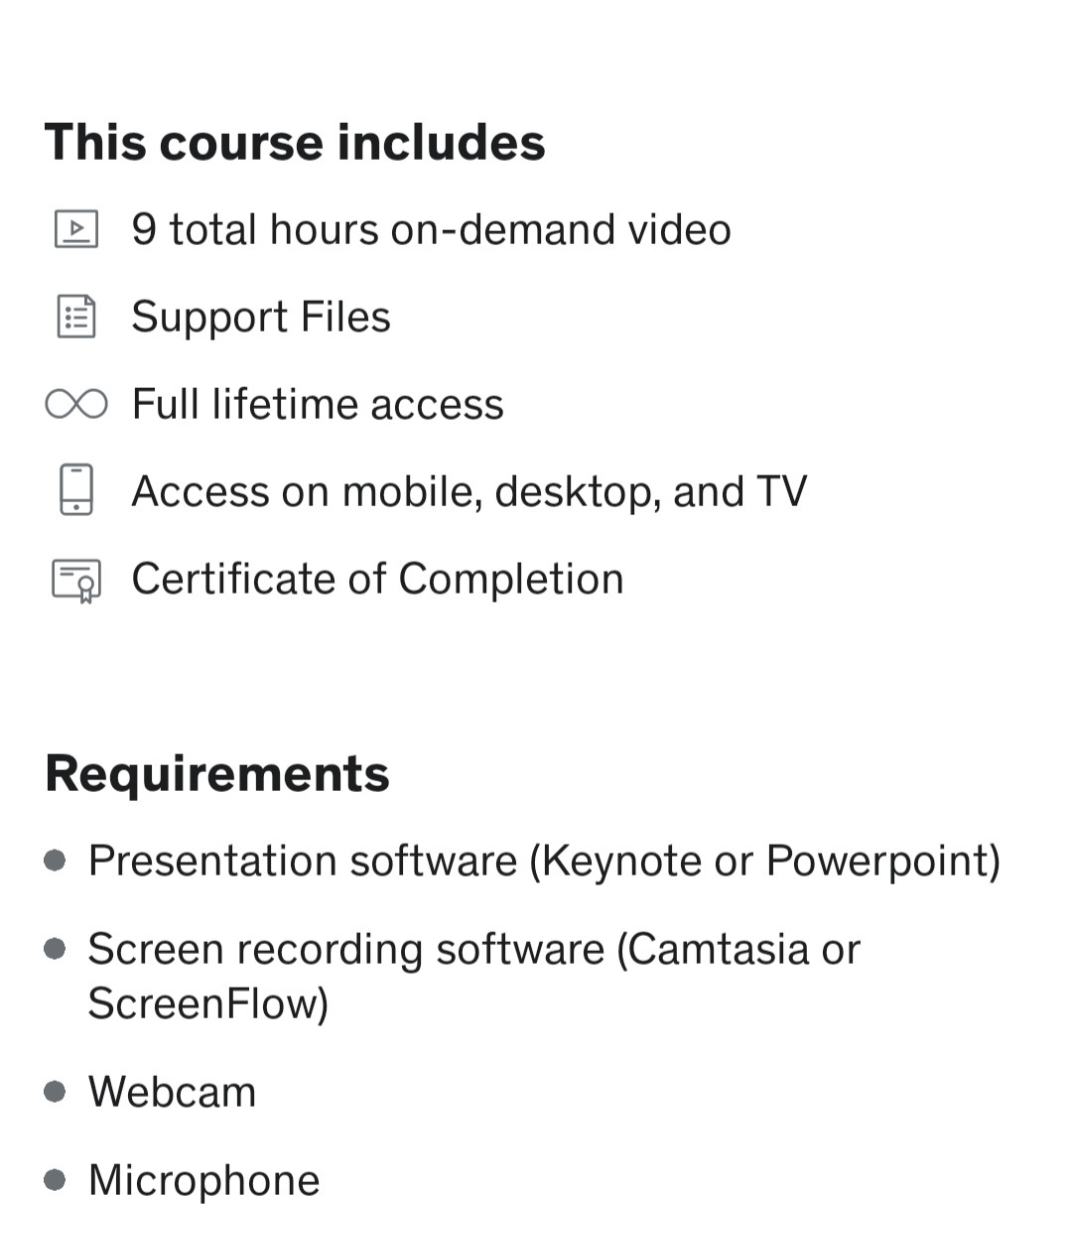 This course includes
9 total hours on-demand video
Support Files
Full lifetime access
Access on mobile, desktop, and TV
Certificate of Completion
Requirements
Presentation software (Keynote or Powerpoint)
Screen recording software (Camtasia or
ScreenFlow)
Webcam
Microphone